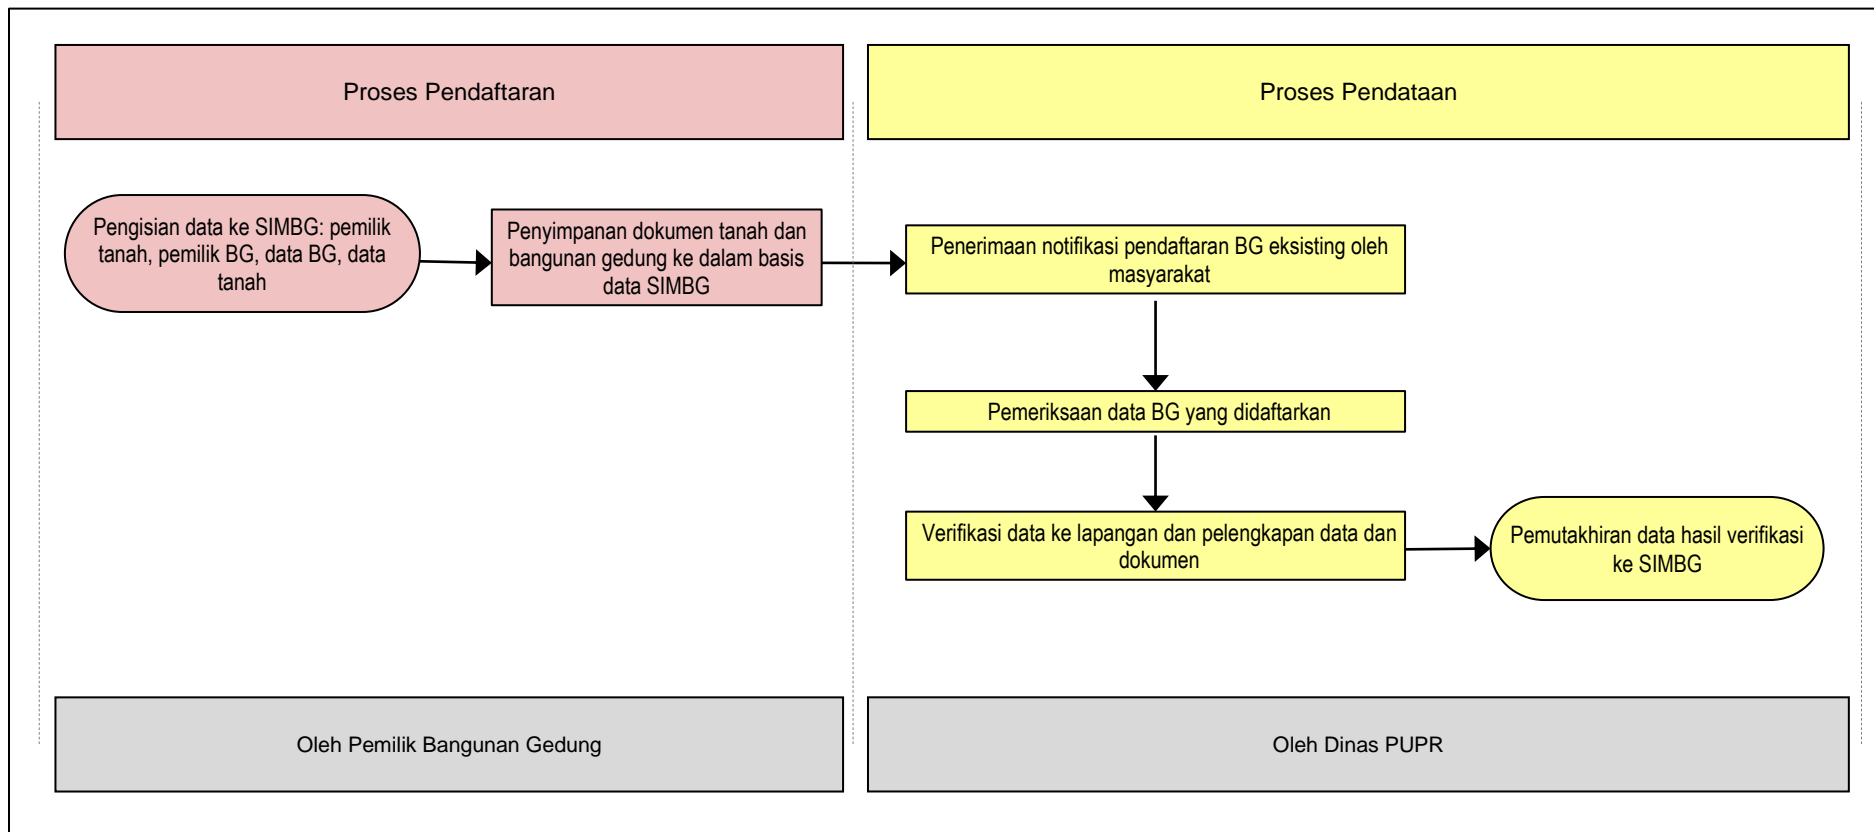 Proses Pendaftaran
Proses Pendataan
Pengisian data ke SIMBG: pemilik
tanah, pemilik BG, data BG, data
tanah
Penyimpanan dokumen tanah dan
bangunan gedung ke dalam basis
data SIMBG
Penerimaan notifikasi pendaftaran BG eksisting oleh
masyarakat
Pemeriksaan data BG yang didaftarkan
Verifikasi data ke lapangan dan pelengkapan data dan
dokumen
Pemutakhiran data hasil verifikasi
ke SIMBG
Oleh Pemilik Bangunan Gedung
Oleh Dinas PUPR